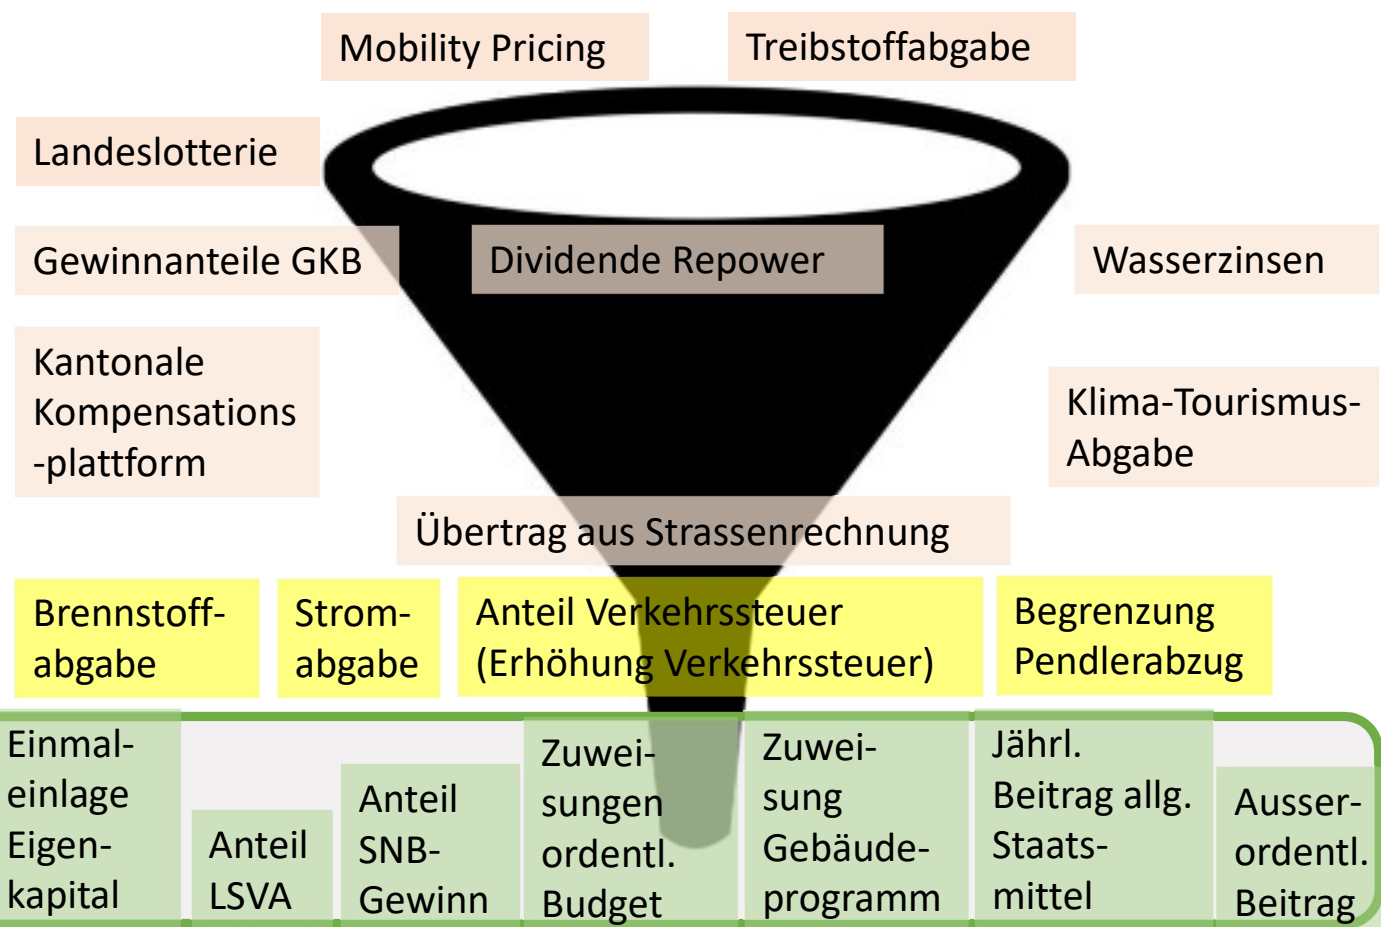 Mobility Pricing
Treibstoffabgabe
Landeslotterie
Gewinnanteile GKB
Dividende Repower
Wasserzinsen
Kantonale
Kompensations
-plattform
Klima-Tourismus-
Abgabe
Übertrag aus Strassenrechnung
Brennstoff-
abgabe
Strom-
abgabe
Anteil Verkehrssteuer
(Erhöhung Verkehrssteuer)
Begrenzung
Pendlerabzug
Einmal-
einlage
Eigen-
kapital
Anteil
LSVA
Anteil
SNB-
Gewinn
Zuwei-
sungen
ordentl.
Budget
Zuwei-
sung
Gebäude-
programm
Jährl.
Beitrag allg.
Staats-
mittel
Ausser-
ordentl.
Beitrag